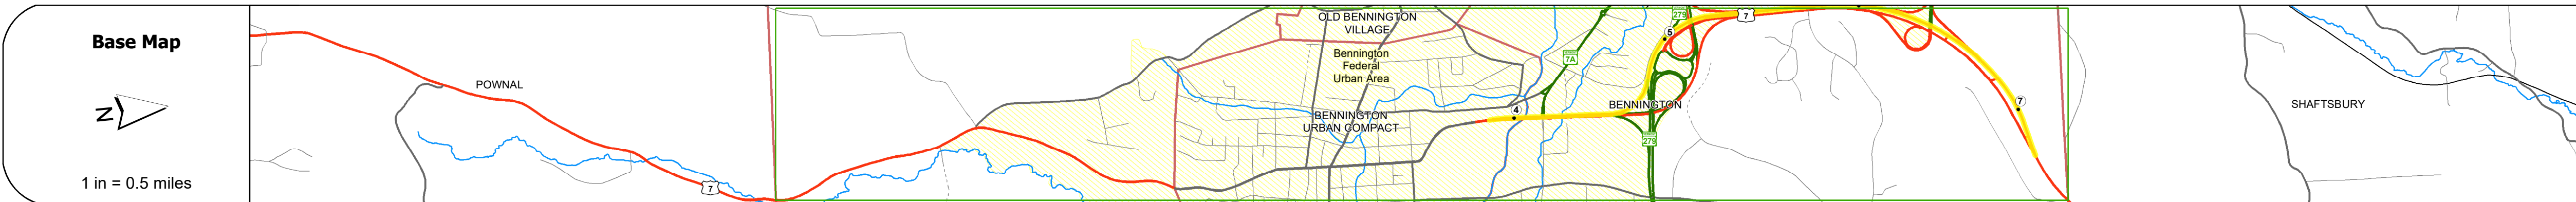 Base Map
N
1 in = 0.5 miles
POWNAL
7
OLD BENNINGTON
VILLAGE
Bennington
Federal
Urban Area
BENNINGTON
URBAN COMPACT
4
7A
BENNINGTON
279
5
279
7
7
SHAFTSBURY